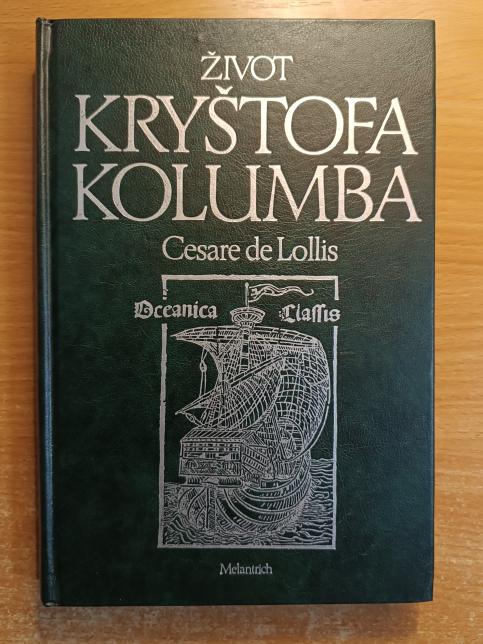 ŽIVOT
KRYŠTOFA
KOLUMBA
Cesare de Lollis
Oceanica Classis
Melantrich